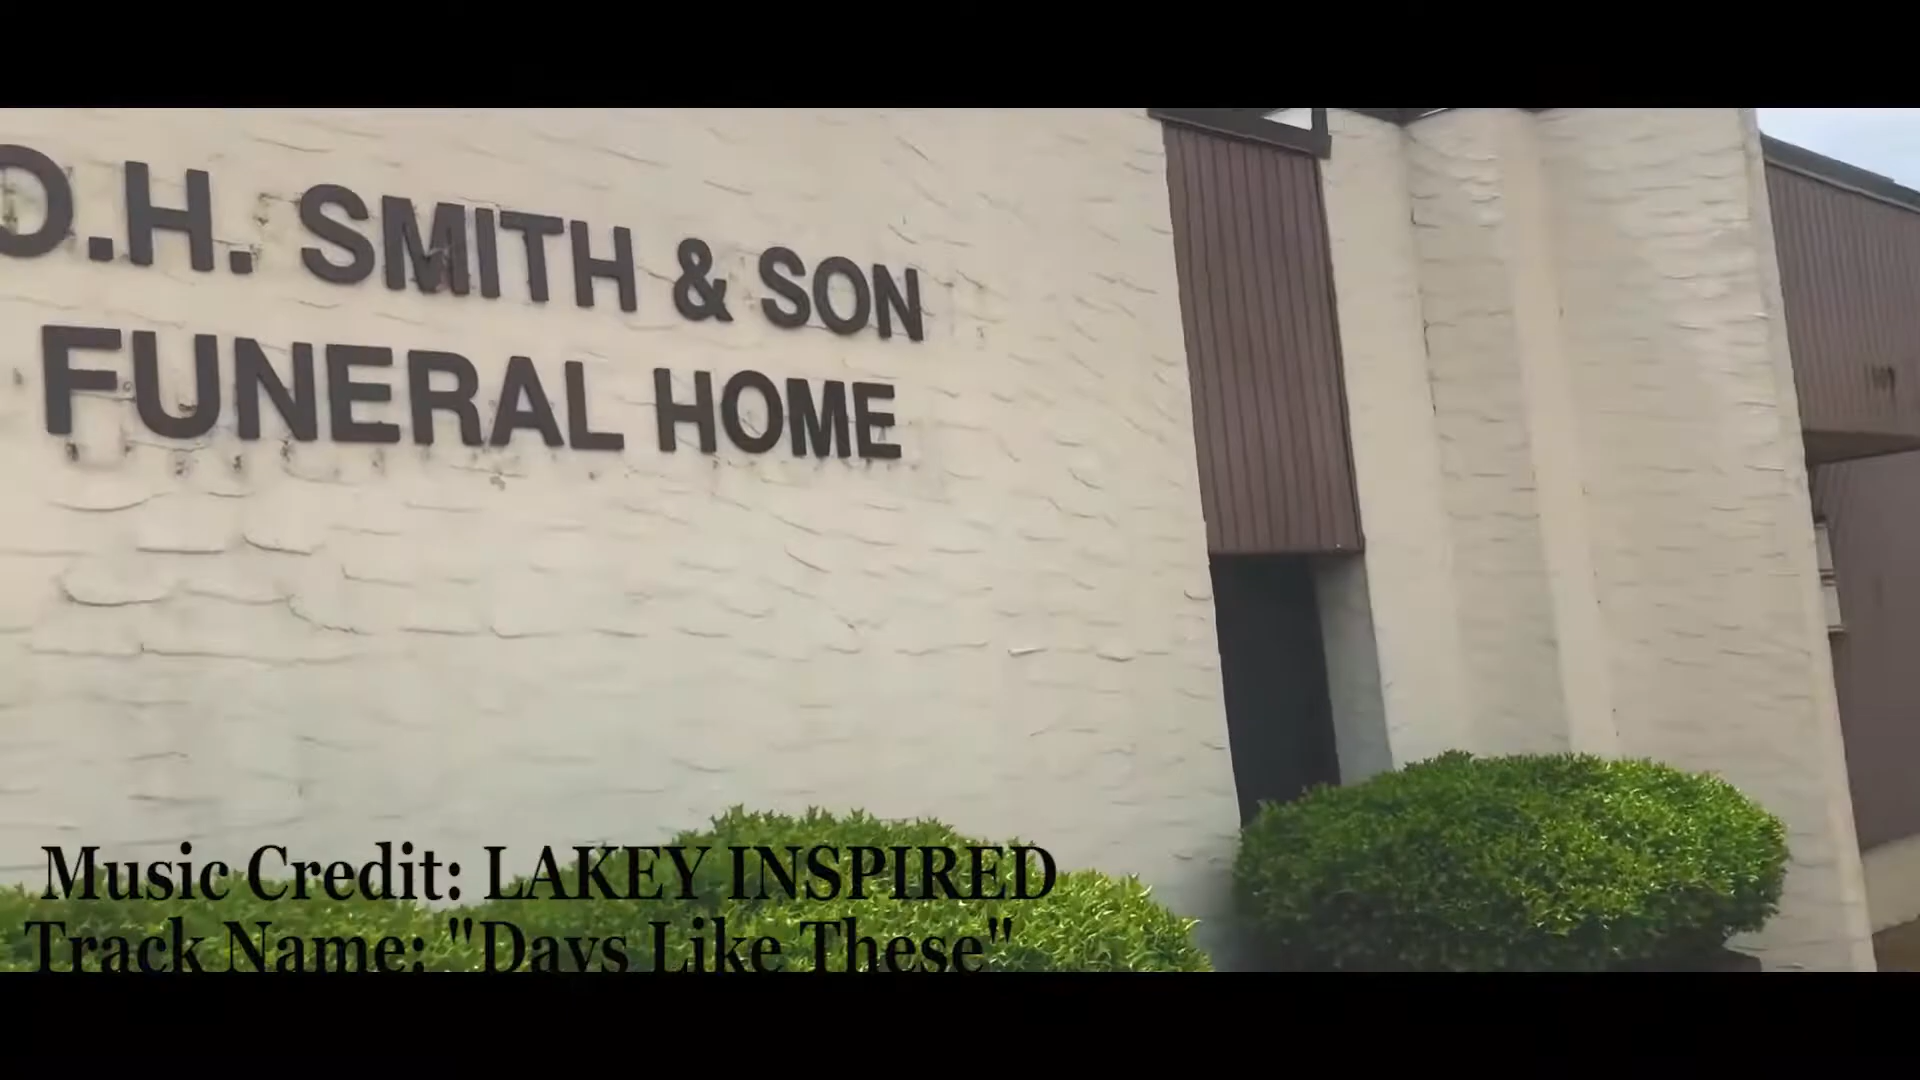 O.H. SMITH & SON
FUNERAL HOME
Music Credit: LAKEY INSPIRED
Track Name: "Days Like These"